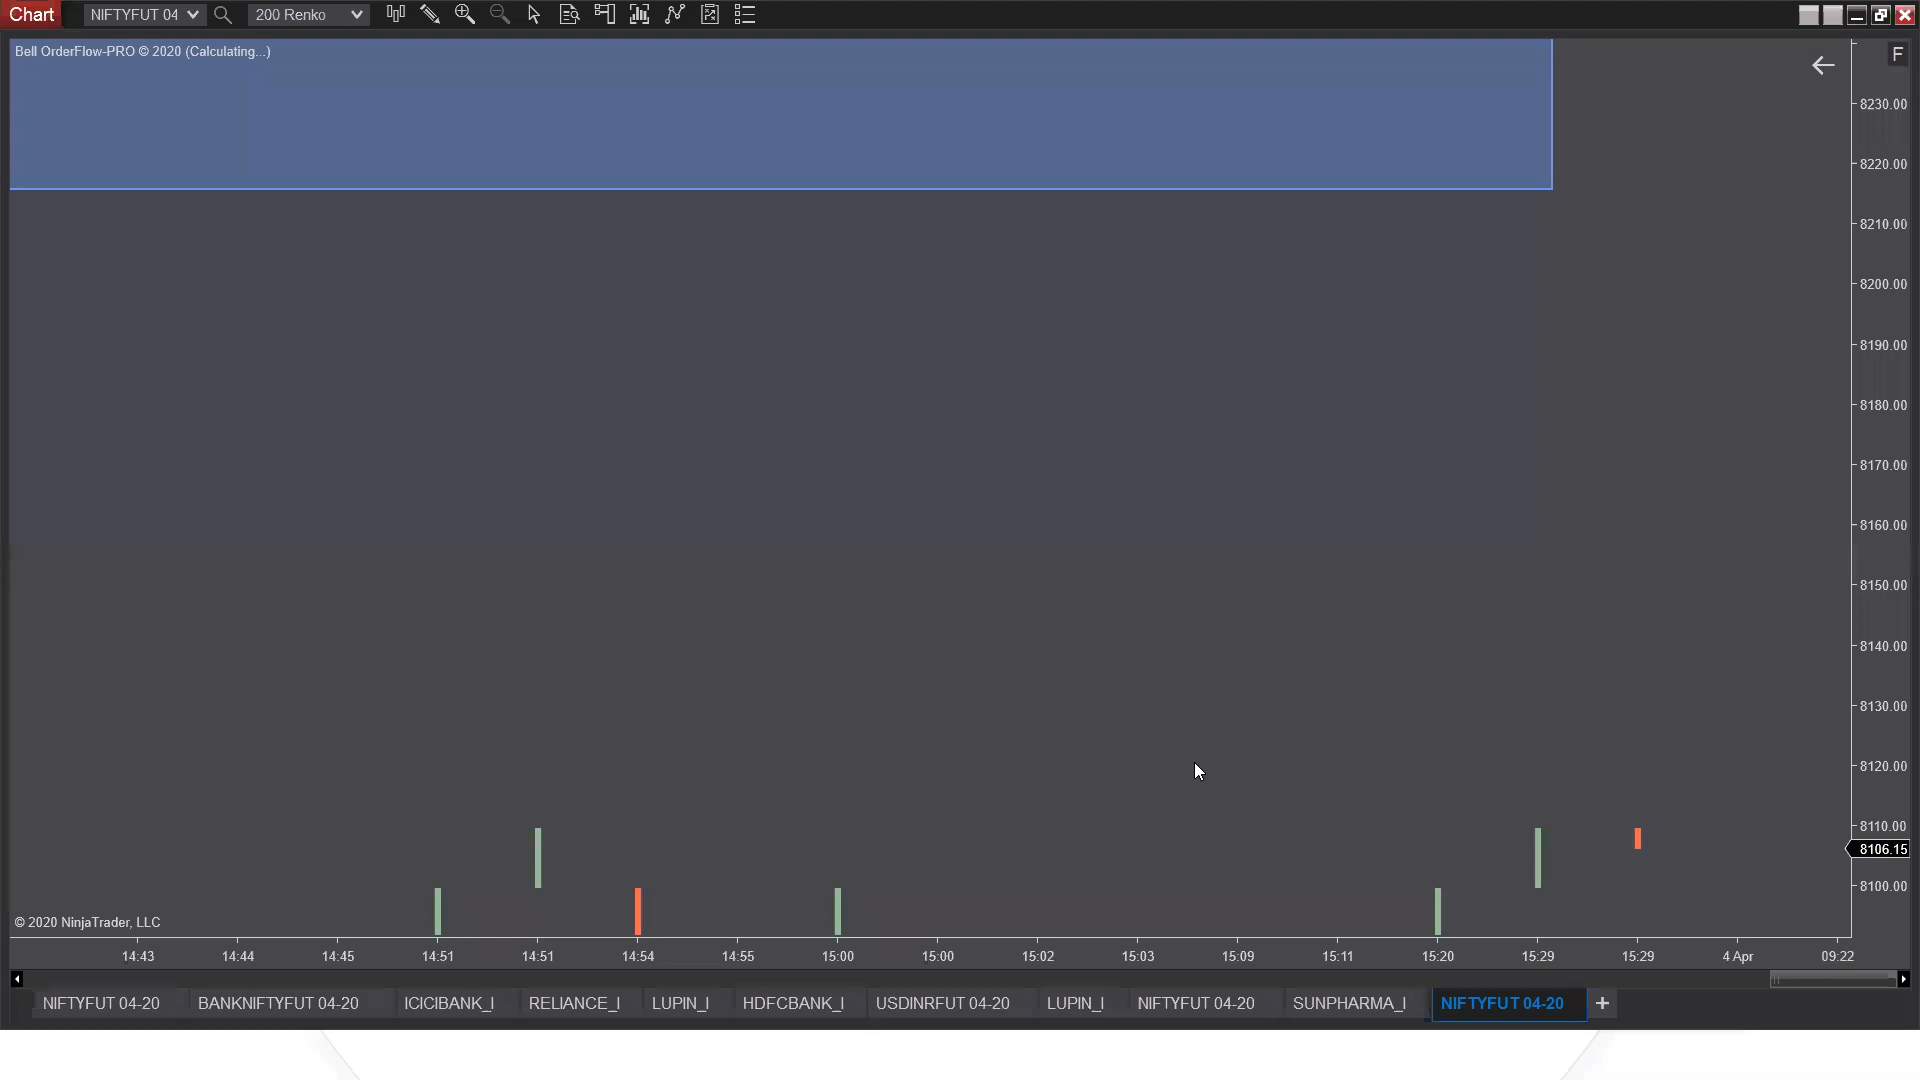 Chart NIFTYFUT 04 200 Renko
Bell OrderFlow-PRO © 2020 (Calculating...)
F
8230.00
8220.00
8210.00
8200.00
8190.00
8180.00
8170.00
8160.00
8150.00
8140.00
8130.00
8120.00
8110.00
8106.15
8100.00
© 2020 NinjaTrader, LLC
14:43 14:44 14:45 14:51 14:51 14:54 14:55 15:00 15:00 15:02 15:03 15:09 15:11 15:20 15:29 15:29 4 Apr 09:22
NIFTYFUT 04-20 BANKNIFTYFUT 04-20 ICICIBANK_I RELIANCE_I LUPIN_I HDFCBANK_I USDINRFUT 04-20 LUPIN_I NIFTYFUT 04-20 SUNPHARMA_I NIFTYFUT 04-20 +